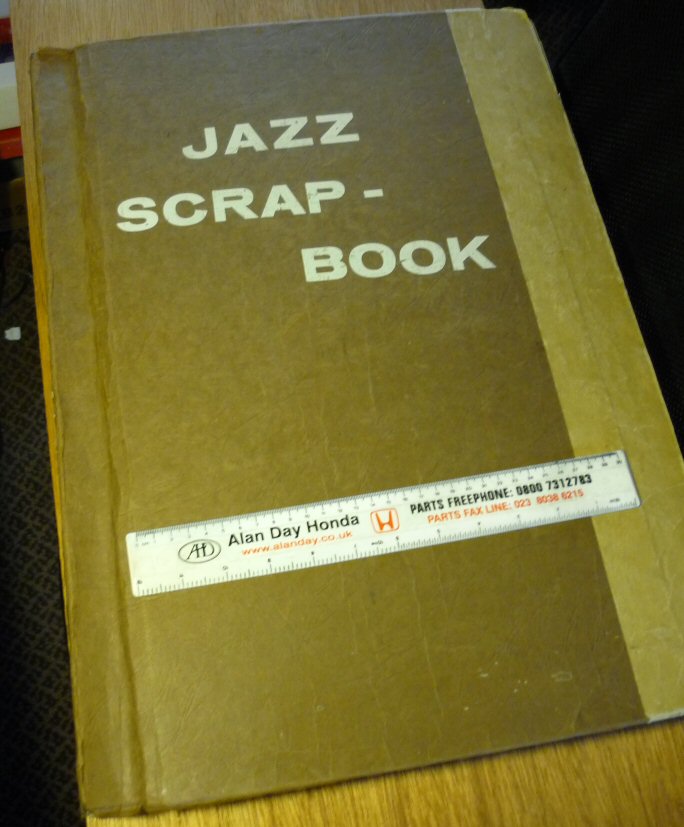 JAZZ
SCRAP -
BOOK
AHD
Alan Day Honda
www.alanday.co.uk
PARTS FREEPHONE: 0800 7312783
PARTS FAX LINE: 023 8038 6215